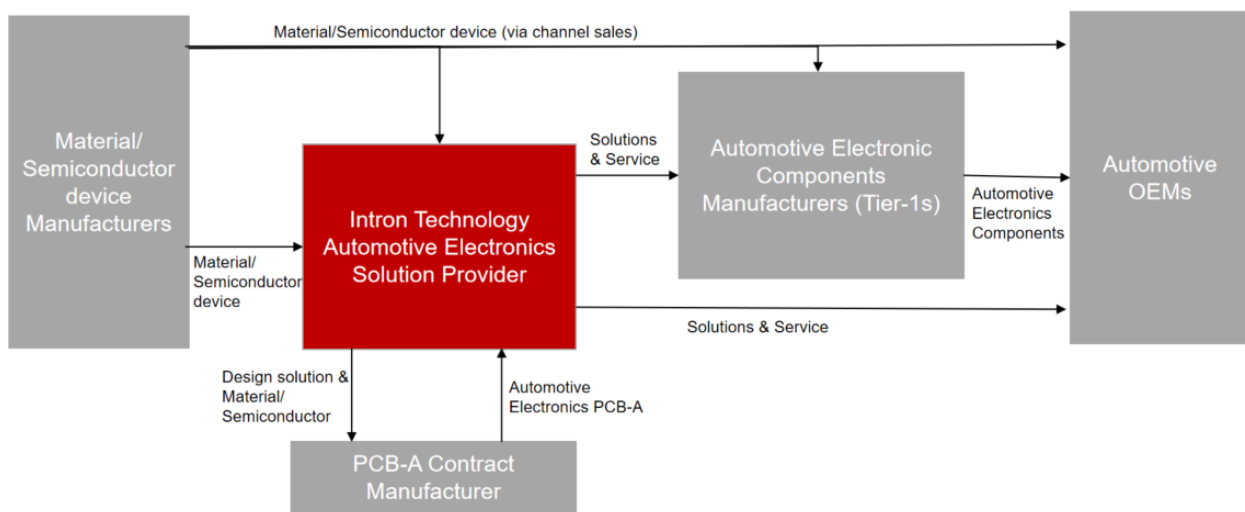 Material/Semiconductor device (via channel sales)
Material/
Semiconductor
device
Manufacturers
Material/
Semiconductor
device
Intron Technology
Automotive Electronics
Solution Provider
Solutions
& Service
Automotive Electronic
Components
Manufacturers (Tier-1s)
Automotive
Electronics
Components
Automotive
OEMs
Solutions & Service
Design solution &
Material/
Semiconductor
Automotive
Electronics PCB-A
PCB-A Contract
Manufacturer